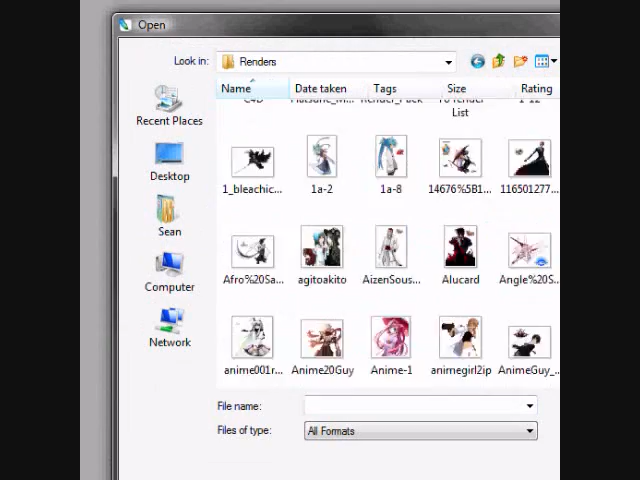 Open
Look in: Renders
Name Date taken Tags Size Rating
List
1_bleachic... 1a-2 1a-8 14676%5B1... 116501277...
Afro%20Sa... agitoakito AizenSous... Alucard Angle%20S...
anime001r... Anime20Guy Anime-1 animegirl2ip AnimeGuy_...
Recent Places
Desktop
Sean
Computer
Network
File name:
Files of type: All Formats